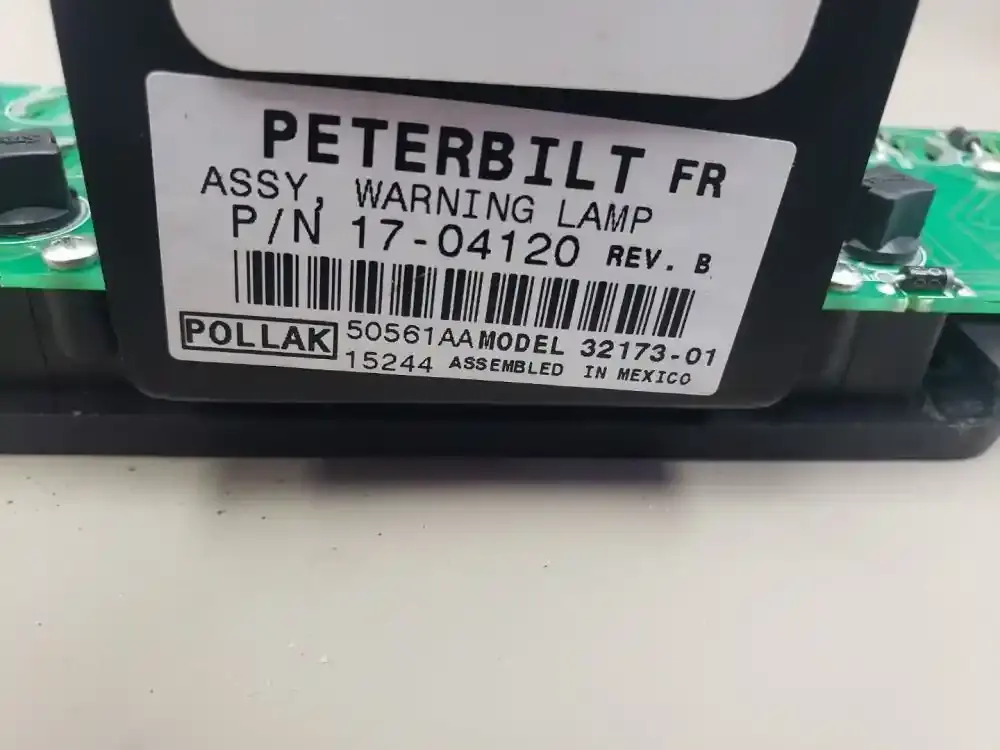 PETERBILT FR
ASSY, WARNING LAMP
P/N 17-04120 REV. B
POLLAK 50561AA MODEL 32173-01
15244 ASSEMBLED IN MEXICO